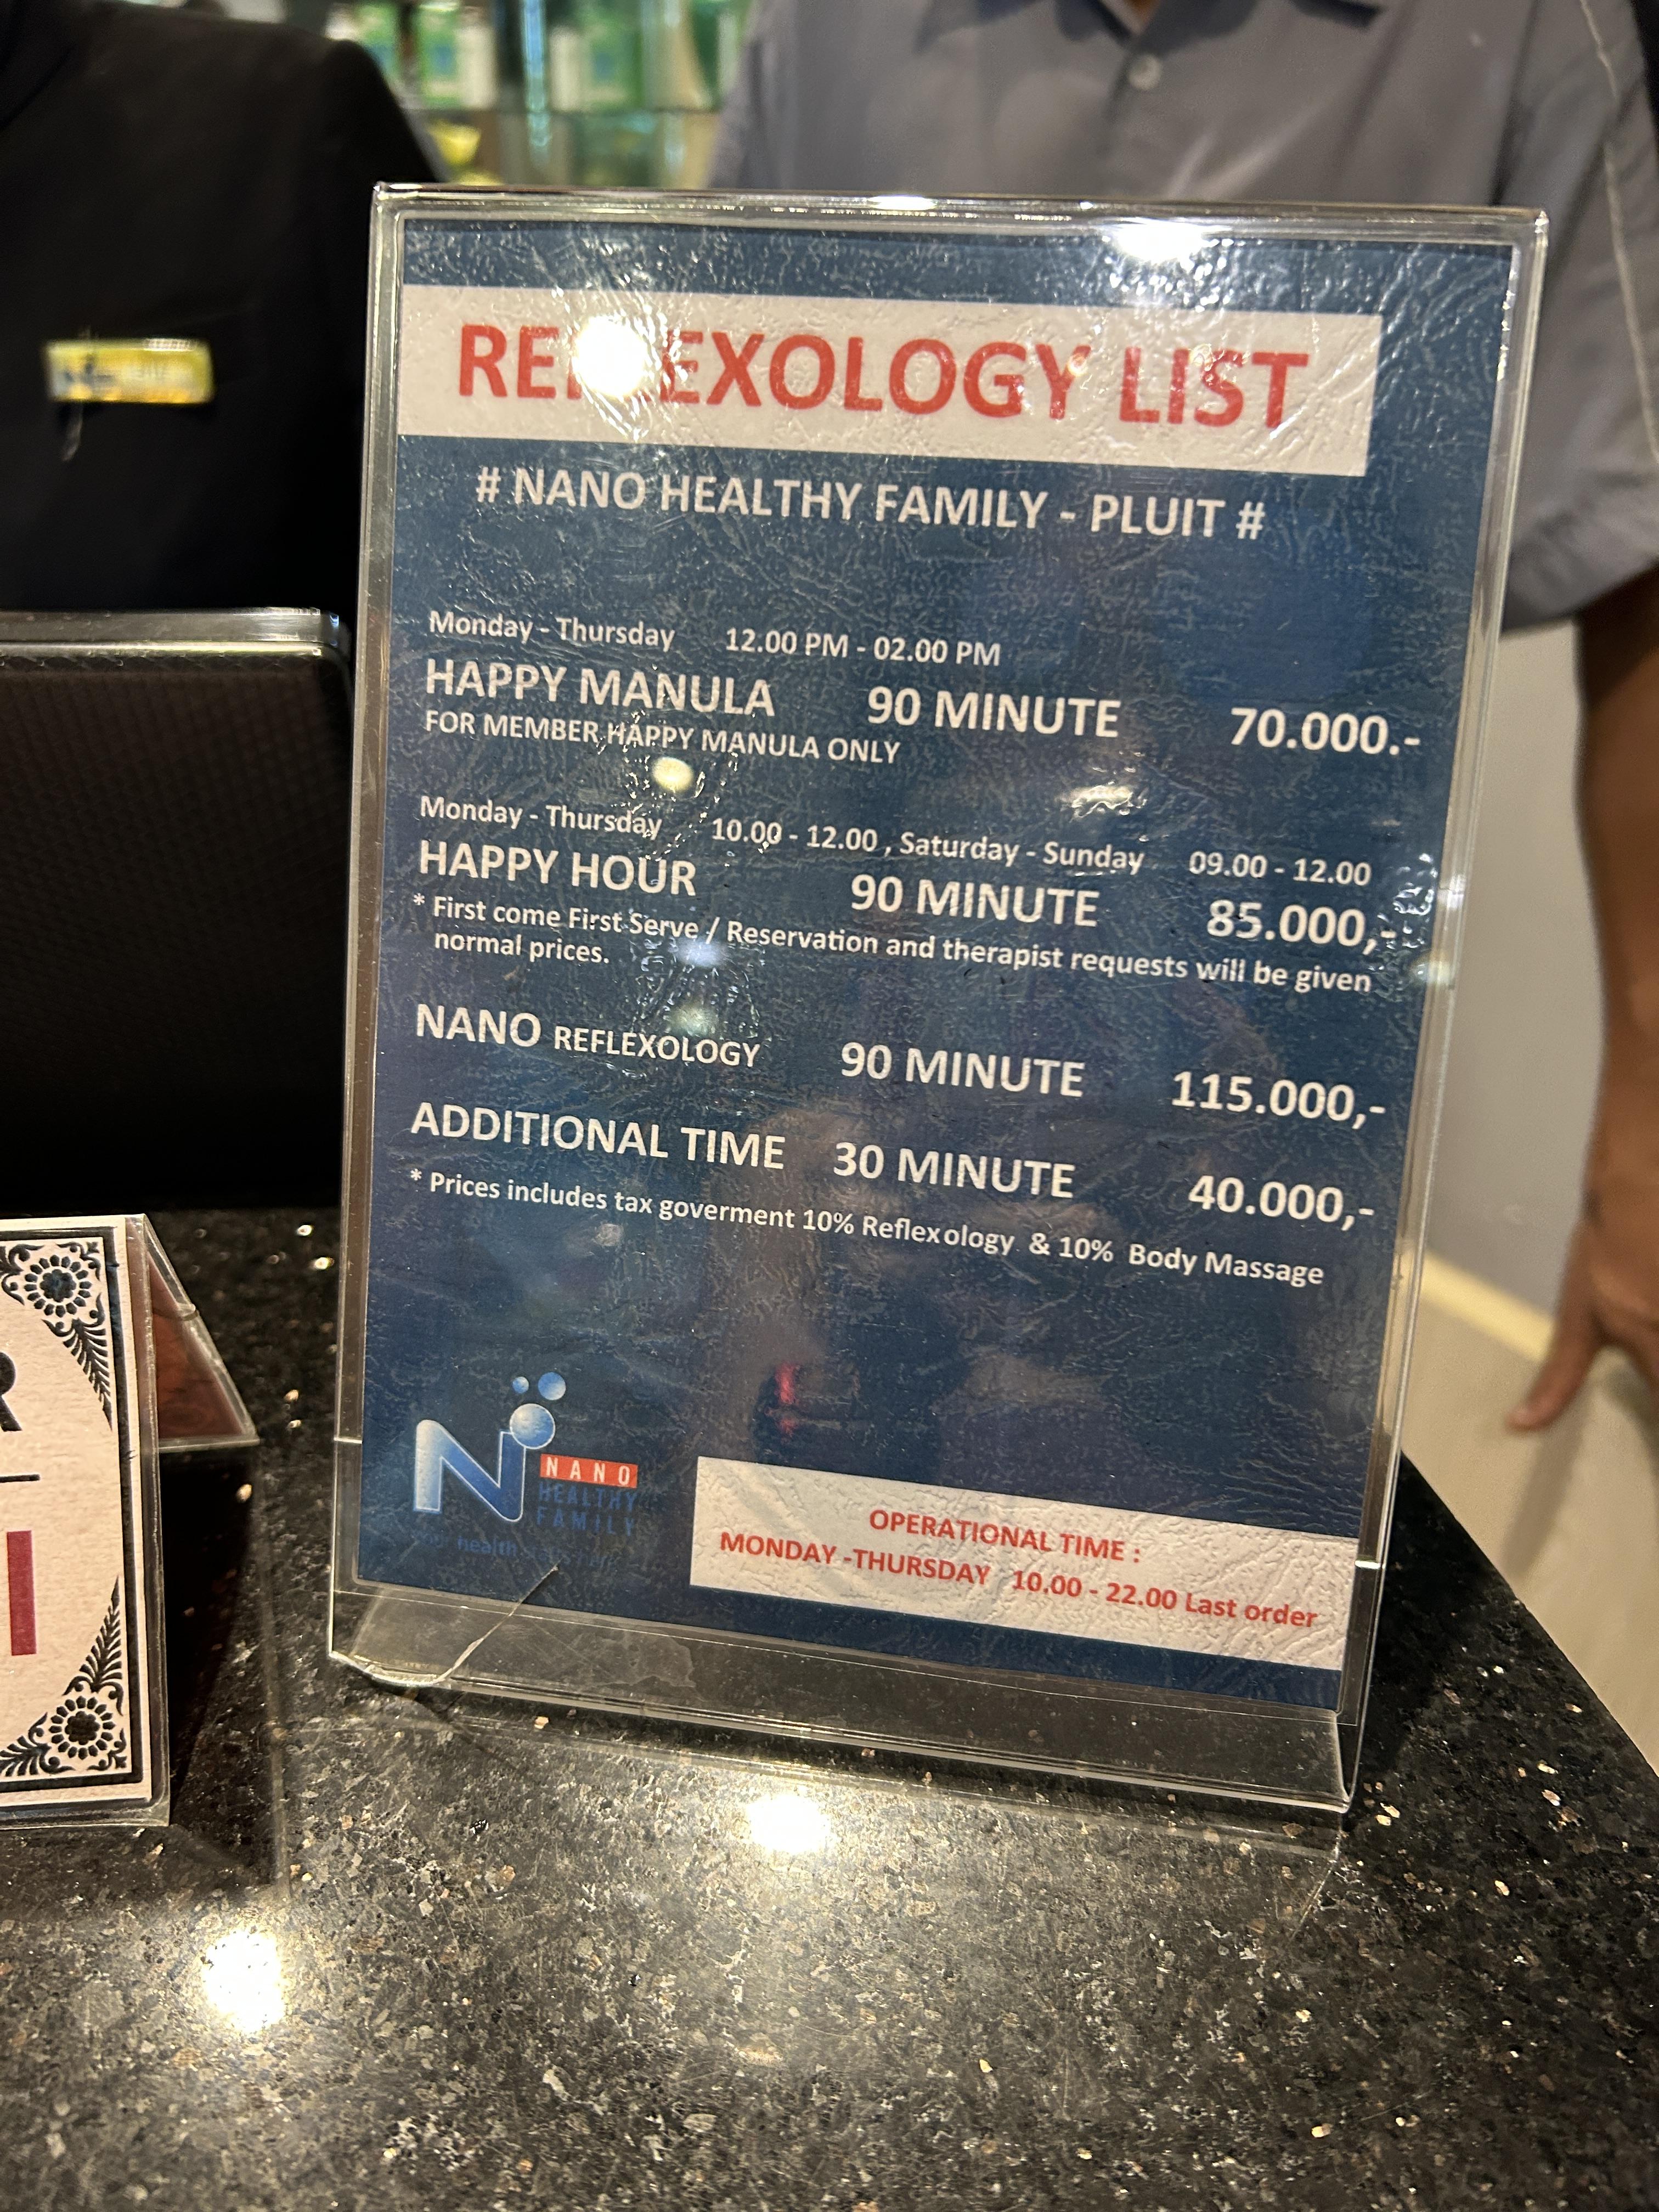 REFLEXOLOGY LIST
# NANO HEALTHY FAMILY - PLUIT #
Monday - Thursday 12.00 PM - 02.00 PM
HAPPY MANULA 90 MINUTE 70.000.-
FOR MEMBER HAPPY MANULA ONLY
Monday - Thursday 10.00 - 12.00 , Saturday - Sunday 09.00 - 12.00
HAPPY HOUR 90 MINUTE 85.000,-
* First come First Serve / Reservation and therapist requests will be given
normal prices.
NANO REFLEXOLOGY 90 MINUTE 115.000,-
ADDITIONAL TIME 30 MINUTE 40.000,-
* Prices includes tax goverment 10% Reflexology & 10% Body Massage
N NANO
HEALTHY
FAMILY
health
OPERATIONAL TIME :
MONDAY -THURSDAY 10.00 - 22.00 Last order
R
I